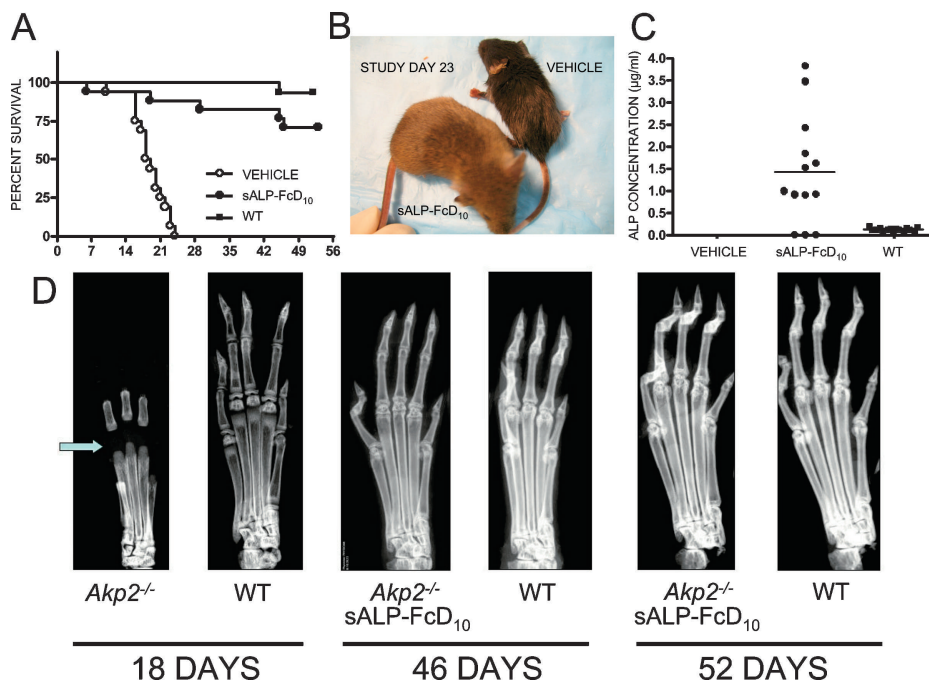 A
PERCENT SURVIVAL
100
75
50
25
0
0 7 14 21 28 35 42 49 56
VEHICLE
sALP-FcD10
WT
B
STUDY DAY 23
VEHICLE
sALP-FcD10
C
ALP CONCENTRATION (µg/ml)
4.0
3.5
3.0
2.5
2.0
1.5
1.0
0.5
0.0
VEHICLE sALP-FcD10 WT
D
Akp2-/- WT
18 DAYS
Akp2-/- WT
sALP-FcD10
46 DAYS
Akp2-/- WT
sALP-FcD10
52 DAYS